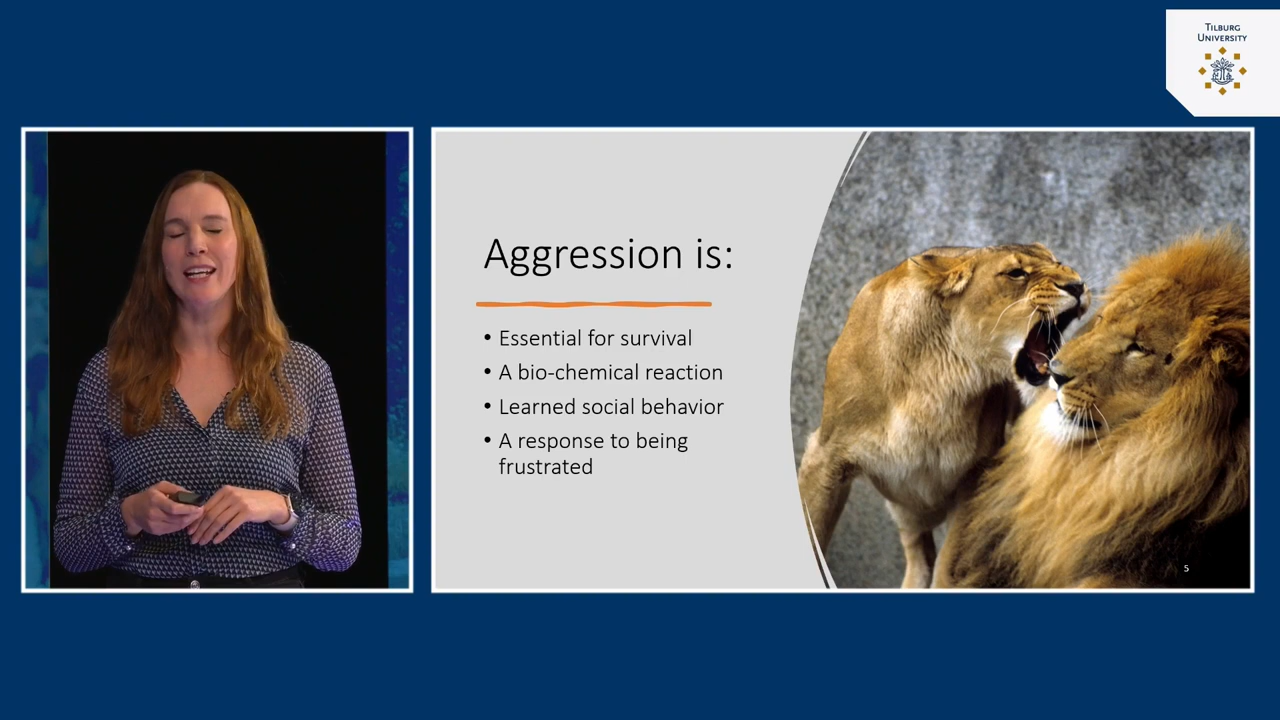 TILBURG
UNIVERSITY
Aggression is:
• Essential for survival
• A bio-chemical reaction
• Learned social behavior
• A response to being
frustrated
5